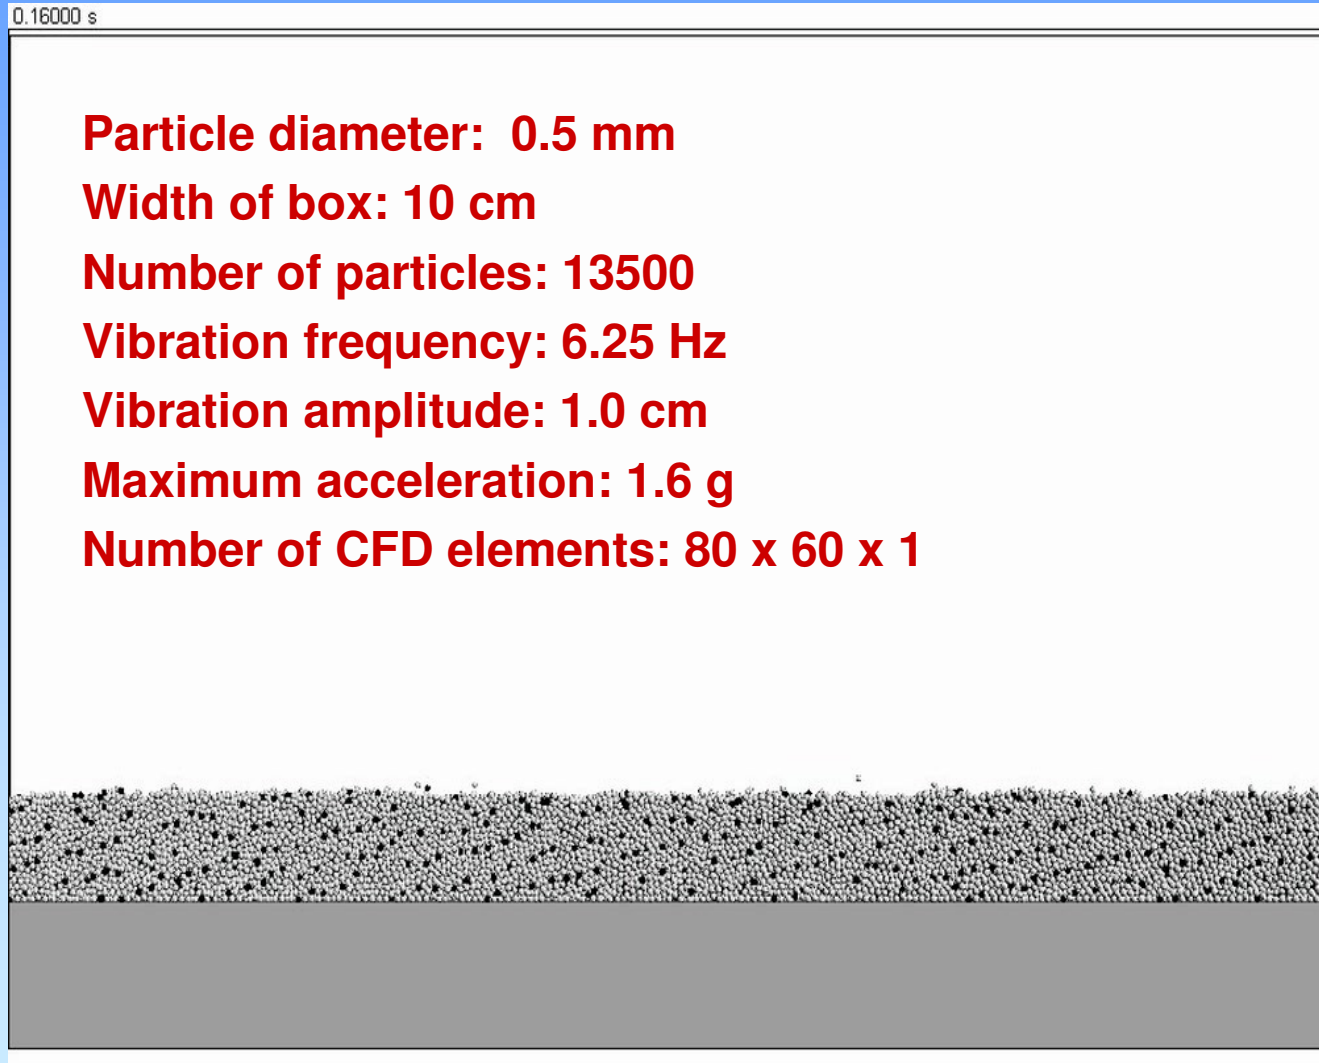 0.16000 s
Particle diameter:  0.5 mm
Width of box: 10 cm
Number of particles: 13500
Vibration frequency: 6.25 Hz
Vibration amplitude: 1.0 cm
Maximum acceleration: 1.6 g
Number of CFD elements: 80 x 60 x 1